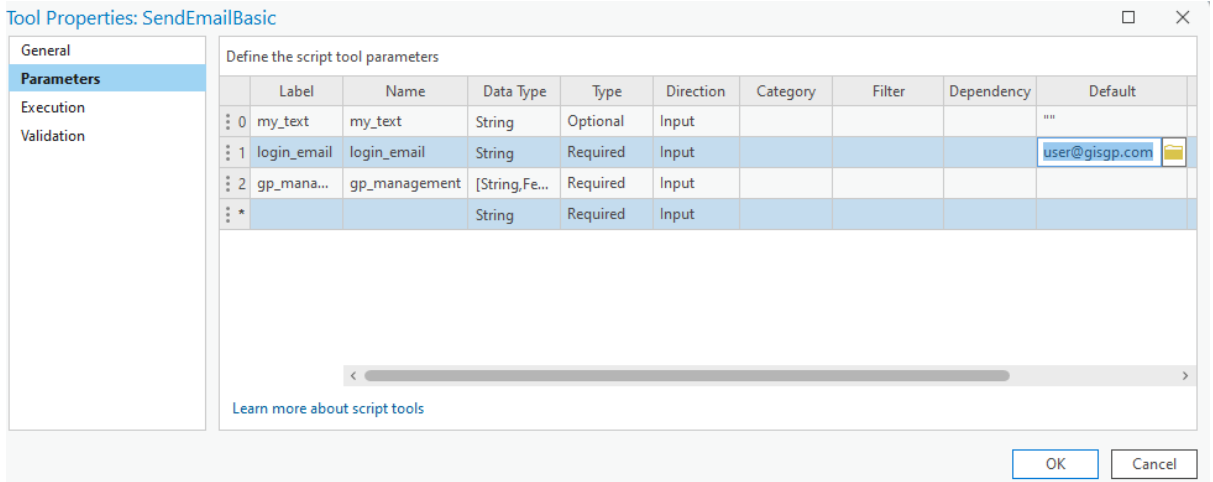 Tool Properties: SendEmailBasic
General
Parameters
Execution
Validation
Define the script tool parameters
Label Name Data Type Type Direction Category Filter Dependency Default
0 my_text my_text String Optional Input ""
1 login_email login_email String Required Input user@gisgp.com
2 gp_mana... gp_management [String,Fe... Required Input
* String Required Input
Learn more about script tools
OK Cancel